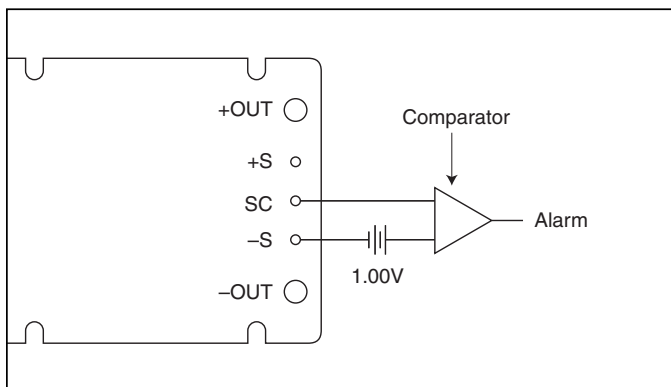 +OUT
Comparator
+S
SC
Alarm
–S
1.00V
–OUT